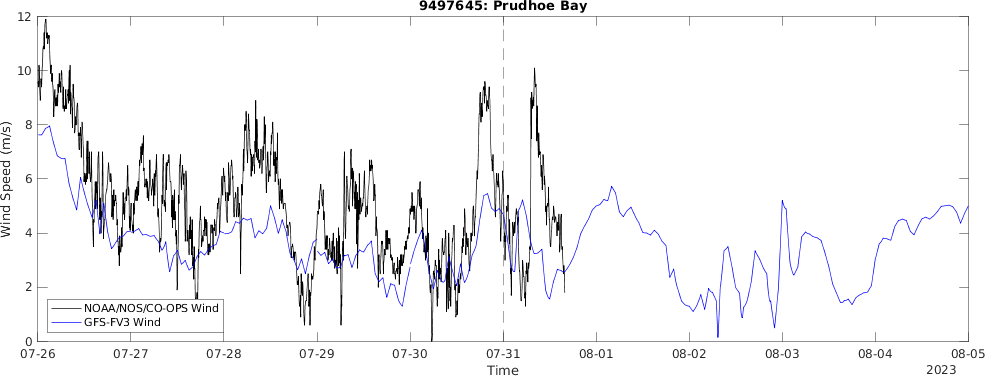 9497645: Prudhoe Bay
12
10
8
6
4
2
0
Wind Speed (m/s)
NOAA/NOS/CO-OPS Wind
GFS-FV3 Wind
07-26 07-27 07-28 07-29 07-30 07-31 08-01 08-02 08-03 08-04 08-05
Time
2023